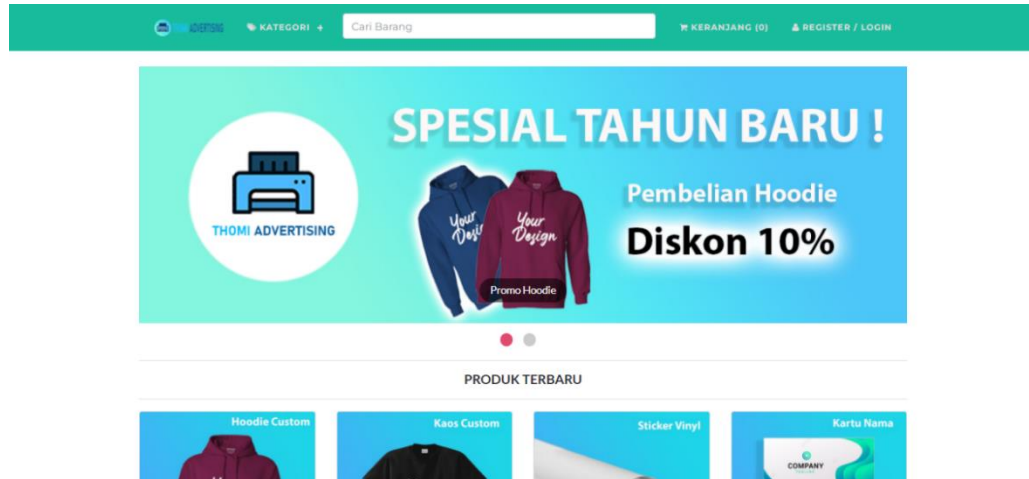 ADVERTISING KATEGORI + Cari Barang KERANJANG (0) REGISTER / LOGIN
SPESIAL TAHUN BARU !
Pembelian Hoodie
Diskon 10%
THOMI ADVERTISING
Your
Design
Your
Design
Promo Hoodie
PRODUK TERBARU
Hoodie Custom Kaos Custom Sticker Vinyl Kartu Nama
COMPANY